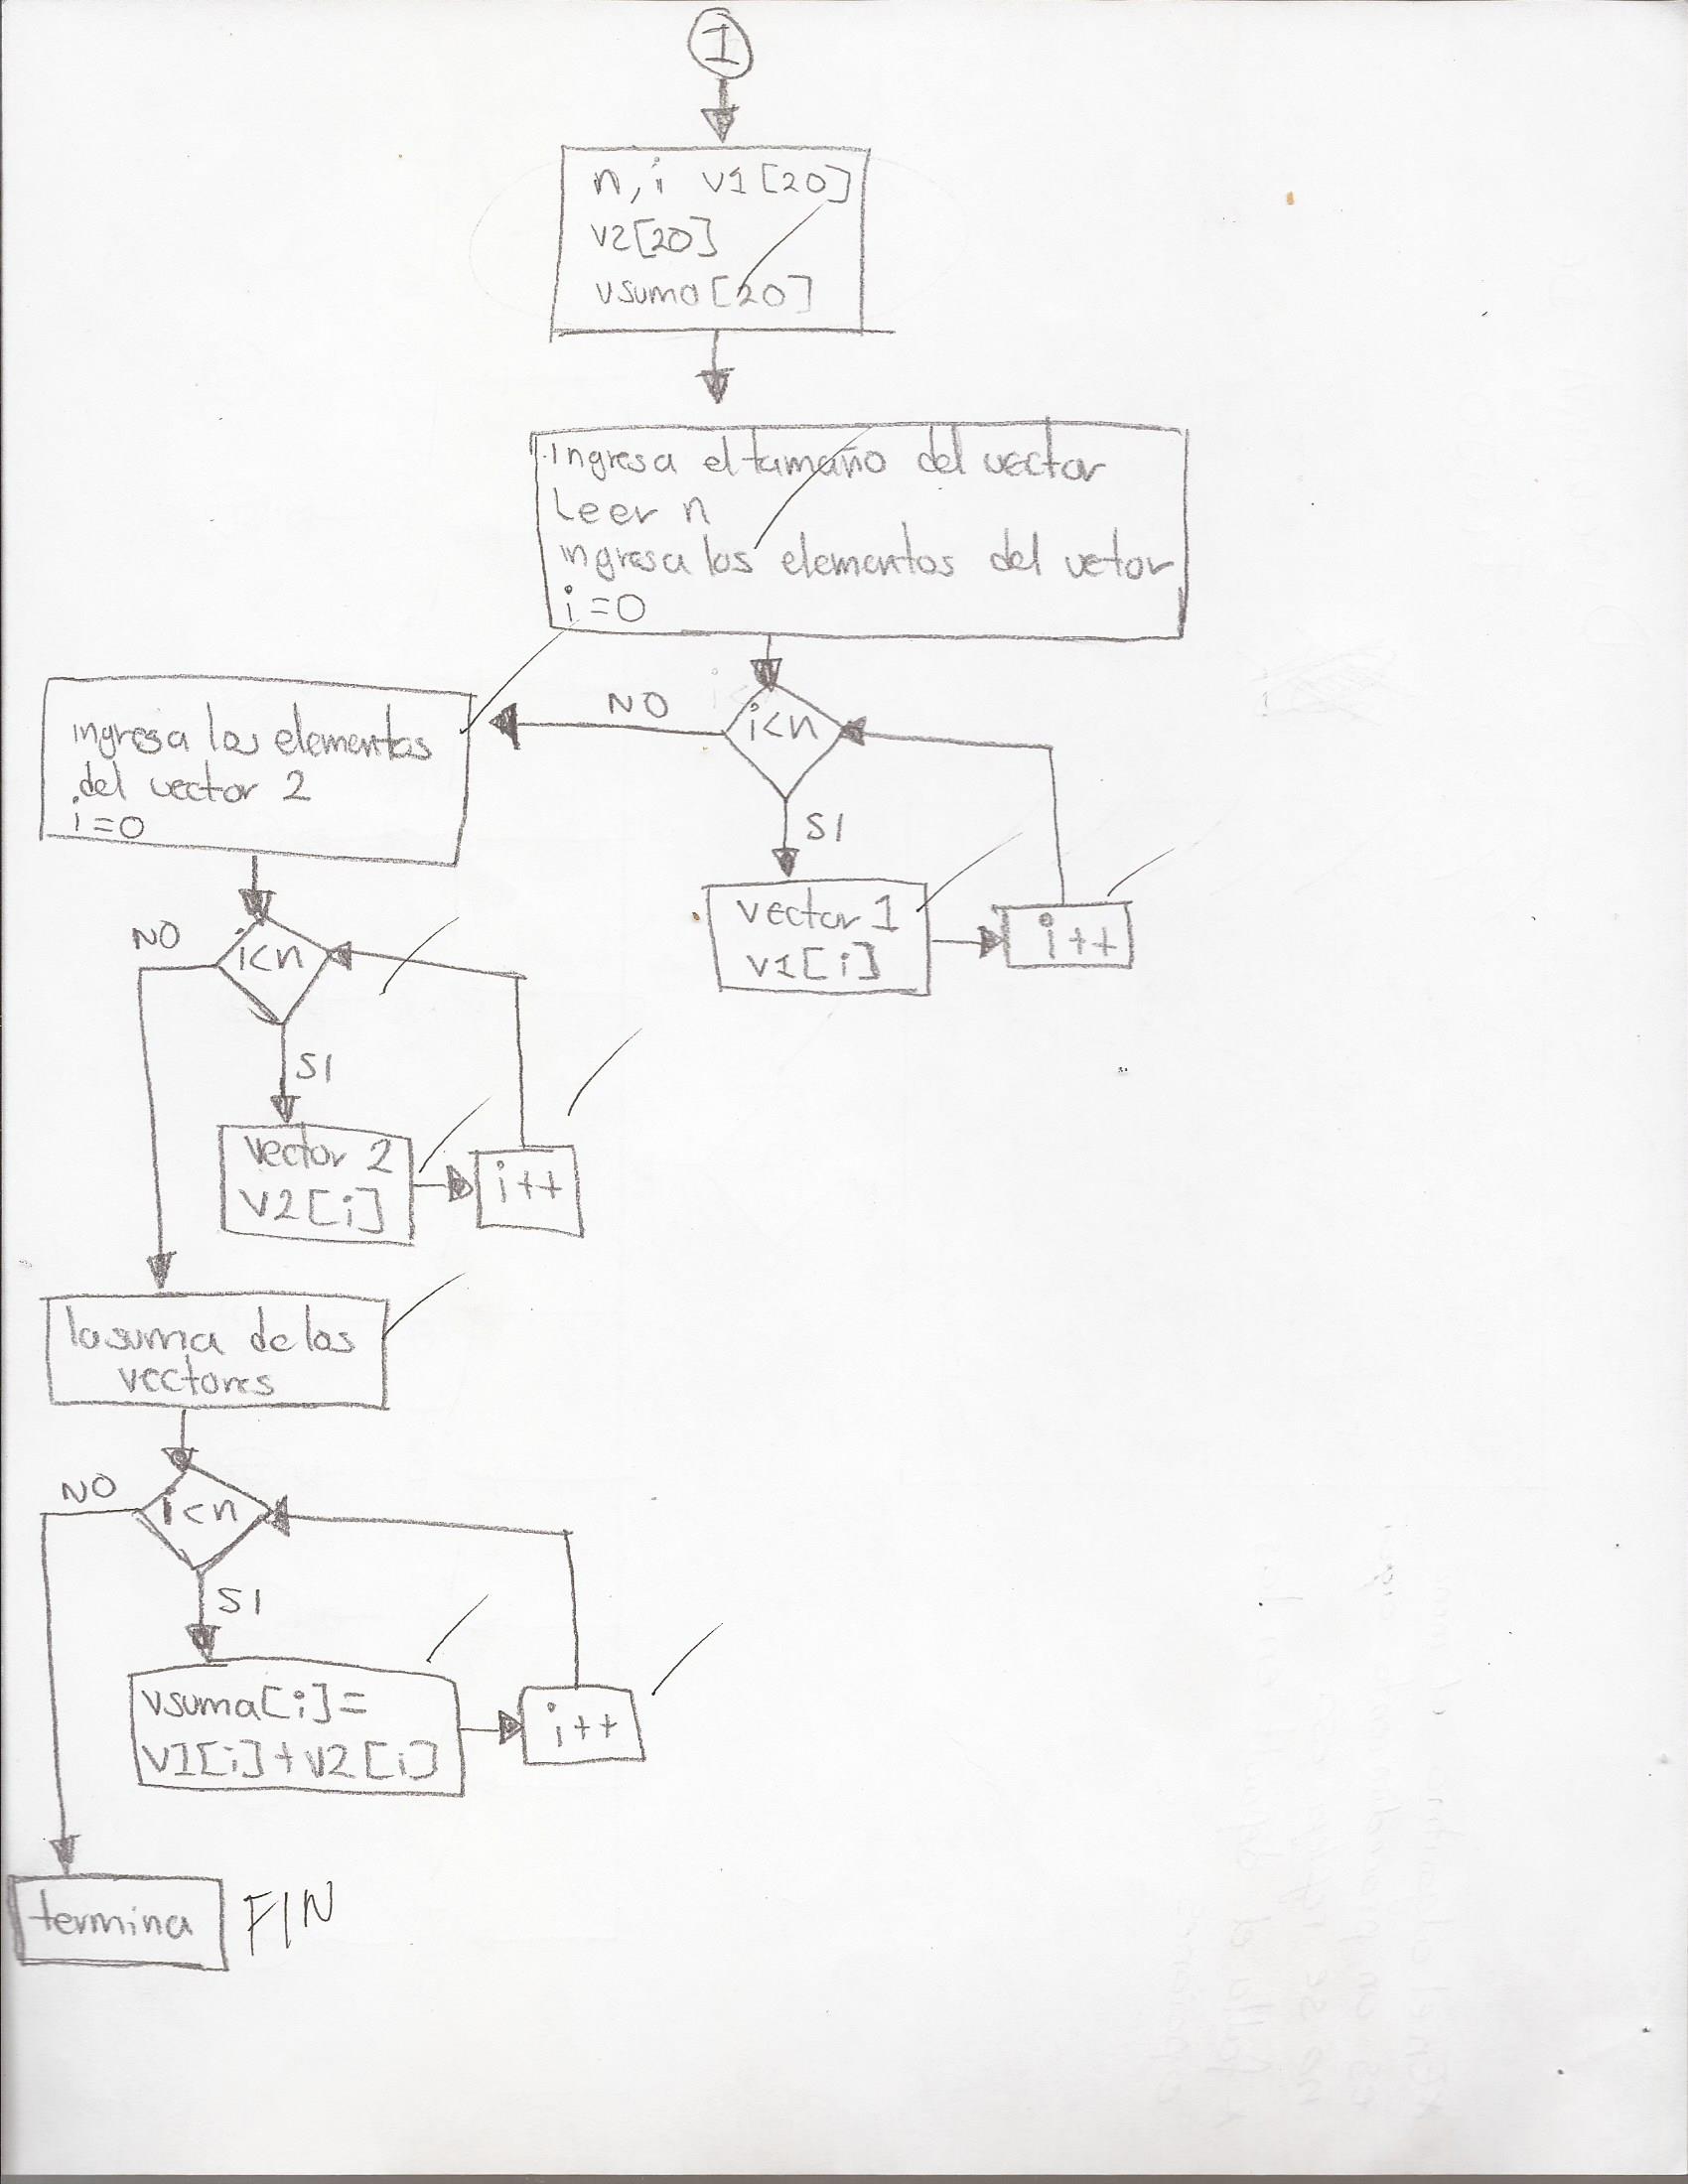 1
n, i v1[20]
v2[20]
vsuma[20]
Ingresa el tamaño del vector
Leer n
ingresa los elementos del vetor
i=0
NO
i<n
SI
vector 1
v1[i]
i++
ingresa los elementos
del vector 2
i=0
NO
i<n
SI
vector 2
V2[i]
i++
la suma de los
vectores
NO
i<n
SI
vsuma[i]=
v1[i]+v2[i]
i++
termina
FIN